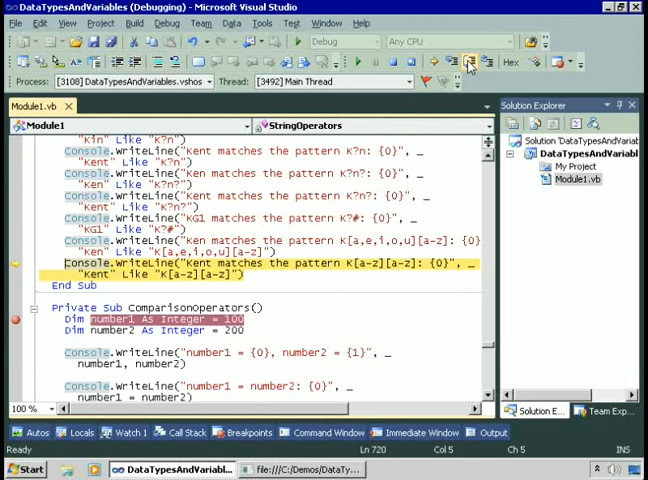 DataTypesAndVariables (Debugging) - Microsoft Visual Studio
File Edit View Project Build Debug Team Data Tools Test Window Help
Debug Any CPU
Hex
Process: [3108] DataTypesAndVariables.vshos Thread: [3492] Main Thread
Module1.vb
Module1 StringOperators
"Kin" Like "K?n")
Console.WriteLine("Kent matches the pattern K?n: {0}", _
"Kent" Like "K?n")
Console.WriteLine("Ken matches the pattern K?n?: {0}", _
"Ken" Like "K?n?")
Console.WriteLine("Kent matches the pattern K?n?: {0}", _
"Kent" Like "K?n?")
Console.WriteLine("KG1 matches the pattern K?#: {0}", _
"KG1" Like "K?#")
Console.WriteLine("Ken matches the pattern K[a,e,i,o,u][a-z]: {0}
"Ken" Like "K[a,e,i,o,u][a-z]")
Console.WriteLine("Kent matches the pattern K[a-z][a-z]: {0}", _
"Kent" Like "K[a-z][a-z]")
End Sub
Private Sub ComparisonOperators()
Dim number1 As Integer = 100
Dim number2 As Integer = 200
Console.WriteLine("number1 = {0}, number2 = {1}", _
number1, number2)
Console.WriteLine("number1 = number2: {0}", _
number1 = number2)
100 %
Solution Explorer
Solution 'DataTypesAndVariab
DataTypesAndVariabl
My Project
Module1.vb
Solution E... Team Exp...
Autos Locals Watch 1 Call Stack Breakpoints Command Window Immediate Window Output
Ready Ln 720 Col 5 Ch 5 INS
Start DataTypesAndVariabl... file:///C:/Demos/DataTy...